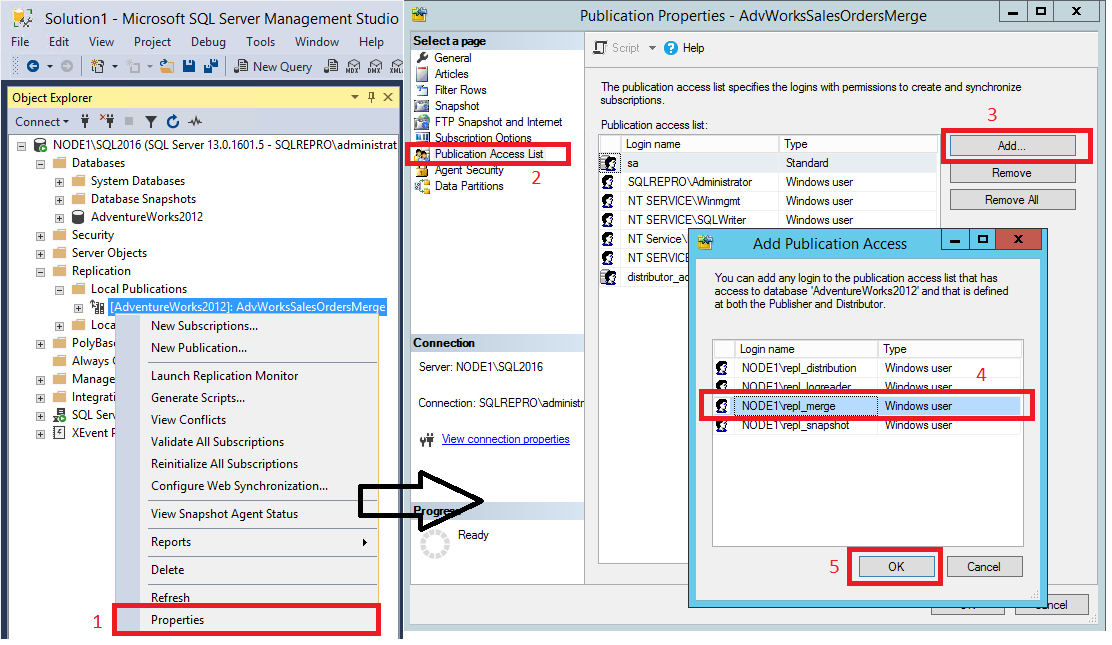 Solution1 - Microsoft SQL Server Management Studio
File Edit View Project Debug Tools Window Help
New Query MDX DMX XML
Object Explorer
Connect
NODE1\SQL2016 (SQL Server 13.0.1601.5 - SQLREPRO\administrat
Databases
System Databases
Database Snapshots
AdventureWorks2012
Security
Server Objects
Replication
Local Publications
[AdventureWorks2012]: AdvWorksSalesOrdersMerge
Loca
PolyBase
Always
Manage
Integrati
SQL Serv
XEvent P
New Subscriptions...
New Publication...
Launch Replication Monitor
Generate Scripts...
View Conflicts
Validate All Subscriptions
Reinitialize All Subscriptions
Configure Web Synchronization...
View Snapshot Agent Status
Reports
Delete
Refresh
1 Properties
Publication Properties - AdvWorksSalesOrdersMerge
Select a page
General
Articles
Filter Rows
Snapshot
FTP Snapshot and Internet
Subscription Options
Publication Access List
2
Agent Security
Data Partitions
Connection
Server: NODE1\SQL2016
Connection: SQLREPRO\administr
View connection properties
Progress
Ready
Script Help
The publication access list specifies the logins with permissions to create and synchronize
subscriptions.
Publication access list:
Login name Type
sa Standard
SQLREPRO\Administrator Windows user
NT SERVICE\Winmgmt Windows user
NT SERVICE\SQLWriter Windows user
NT Service\
NT SERVICE
distributor_ad
3
Add...
Remove
Remove All
Cancel
Add Publication Access
You can add any login to the publication access list that has
access to database 'AdventureWorks2012' and that is defined
at both the Publisher and Distributor.
Login name Type
NODE1\repl_distribution Windows user
NODE1\repl_logreader Windows user
4
NODE1\repl_merge Windows user
NODE1\repl_snapshot Windows user
5 OK Cancel